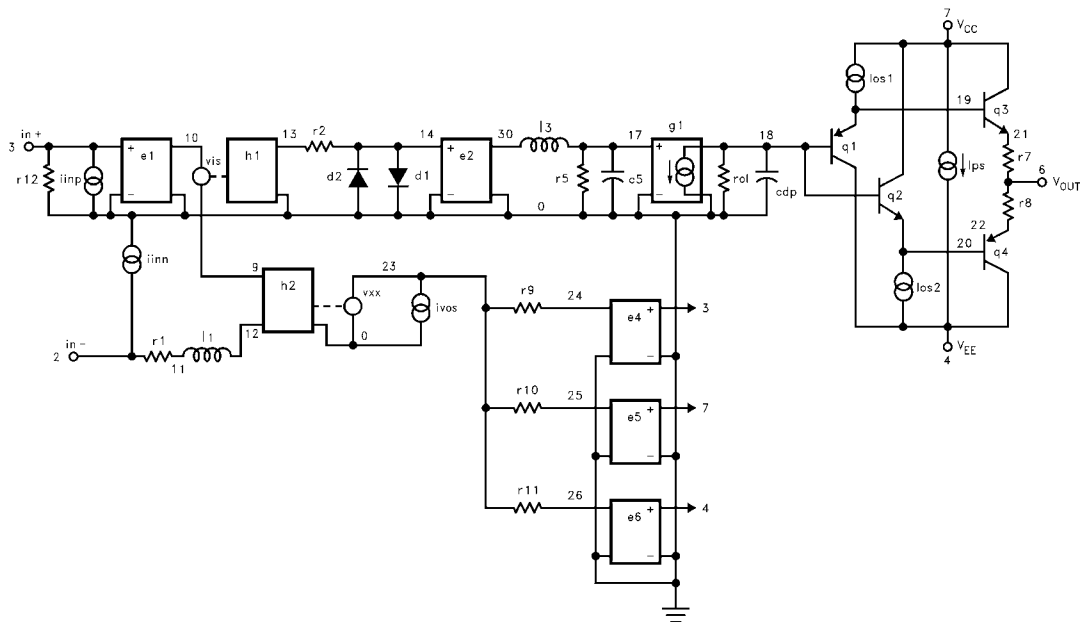 7
VCC
Ios1
in+
10
13
r2
14
30
l3
17
g1
18
19
q3
3
e1
vis
h1
+
−
d2
d1
+
e2
−
r5
c5
+
−
rol
cdp
q1
21
r7
r12
iinp
Ips
6
VOUT
0
q2
r8
22
iinn
9
h2
23
20
q4
vxx
ivos
Ios2
r9
24
e4
+
−
3
in−
l1
12
0
2
r1
11
VEE
4
r10
25
e5
+
−
7
r11
26
e6
+
−
4